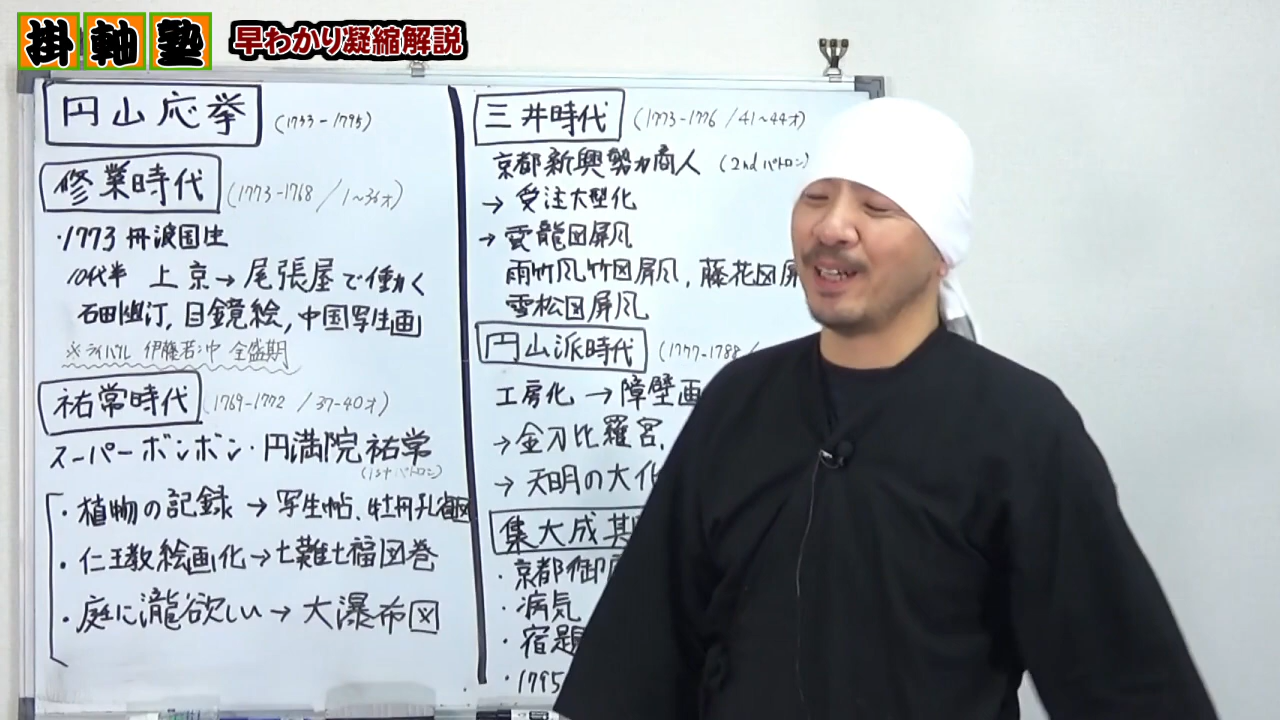 掛軸塾
早わかり凝縮解説
円山応挙 (1733-1795)
修業時代 (1773-1768 / 1~36才)
・1773 丹波国生
10代半 上京→尾張屋で働く
石田幽汀, 目鏡絵, 中国写生画
※ライバル 伊藤若冲 全盛期
祐常時代 (1769-1772 / 37-40才)
スーパーボンボン・円満院祐常
(1stパトロン)
・植物の記録 → 写生帖、牡丹孔雀図
・仁王教絵画化→七難七福図巻
・庭に瀧欲しい → 大瀑布図
三井時代 (1773-1776 / 41~44才)
京都新興勢力商人 (2ndパトロン)
→ 受注大型化
→ 雲龍図屏風
雨竹風竹図屏風, 藤花図屏
雪松図屏風
円山派時代 (1777-1788 /
工房化 → 障壁画
→ 金刀比羅宮,
→ 天明の大
集大成期
・京都御
・病気
・宿題
・1795